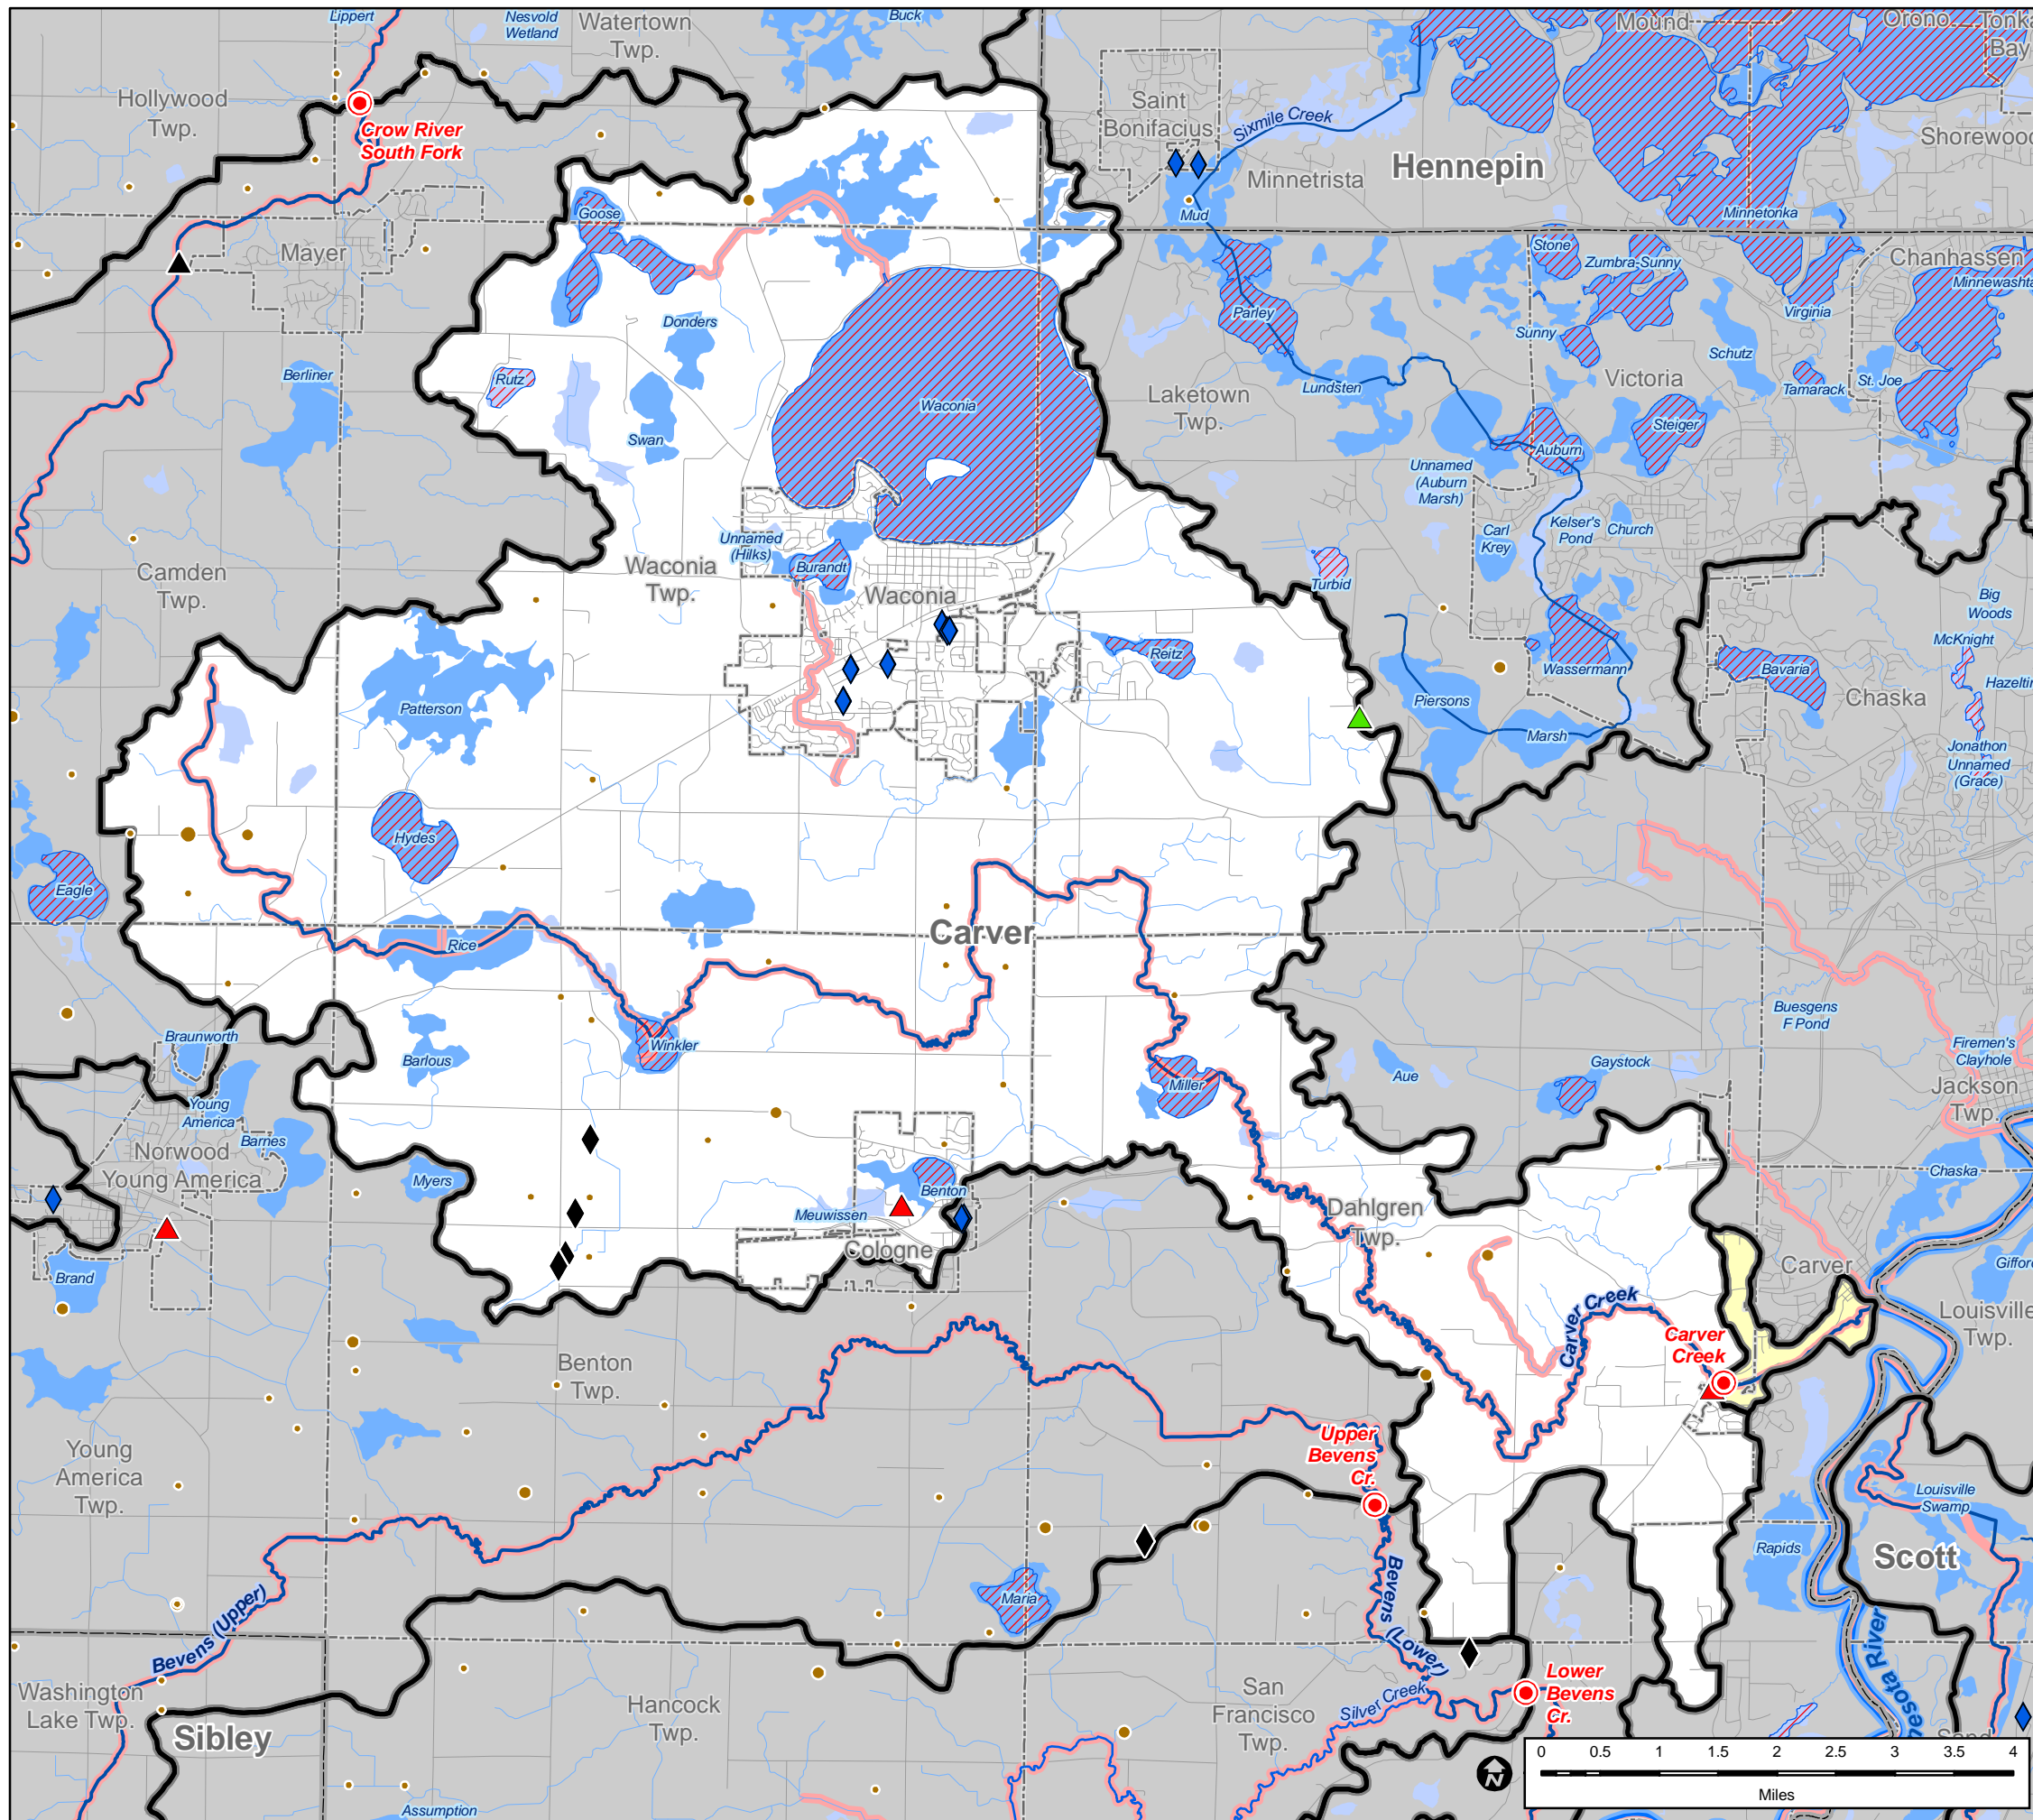 Lippert
Nesvold
Wetland
Watertown
Twp.
Buck
Mound
Orono
Tonka
Bay
Hollywood
Twp.
Crow River
South Fork
Saint
Bonifacius
Sixmile Creek
Hennepin
Minnetrista
Shorewood
Mayer
Goose
Mud
Minnetonka
Stone
Zumbra-Sunny
Chanhassen
Minnewashta
Donders
Parley
Virginia
Sunny
Schutz
Berliner
Rutz
Waconia
Laketown
Twp.
Lundsten
Victoria
Tamarack
St. Joe
Swan
Steiger
Auburn
Unnamed
(Auburn
Marsh)
Carl
Krey
Kelser's
Pond
Church
Unnamed
(Hilks)
Burandt
Waconia
Twp.
Waconia
Camden
Twp.
Turbid
Big
Woods
McKnight
Reitz
Wassermann
Bavaria
Hazeltin
Chaska
Patterson
Piersons
Marsh
Jonathon
Unnamed
(Grace)
Hydes
Eagle
Carver
Rice
Buesgens
F Pond
Braunworth
Winkler
Barlous
Firemen's
Clayhole
Aue
Gaystock
Miller
Jackson
Twp.
Young
America
Barnes
Norwood
Young America
Myers
Benton
Meuwissen
Cologne
Chaska
Dahlgren
Twp.
Brand
Carver
Gifford
Carver Creek
Louisville
Twp.
Carver
Creek
Benton
Twp.
Upper
Bevens
Cr.
Young
America
Twp.
Louisville
Swamp
Rapids
Scott
Maria
Bevens (Upper)
Bevens (Lower)
Silver Creek
Lower
Bevens
Cr.
Washington
Lake Twp.
Sibley
Hancock
Twp.
San
Francisco
Twp.
esota River
Sand
Assumption
N
0 0.5 1 1.5 2 2.5 3 3.5 4
Miles